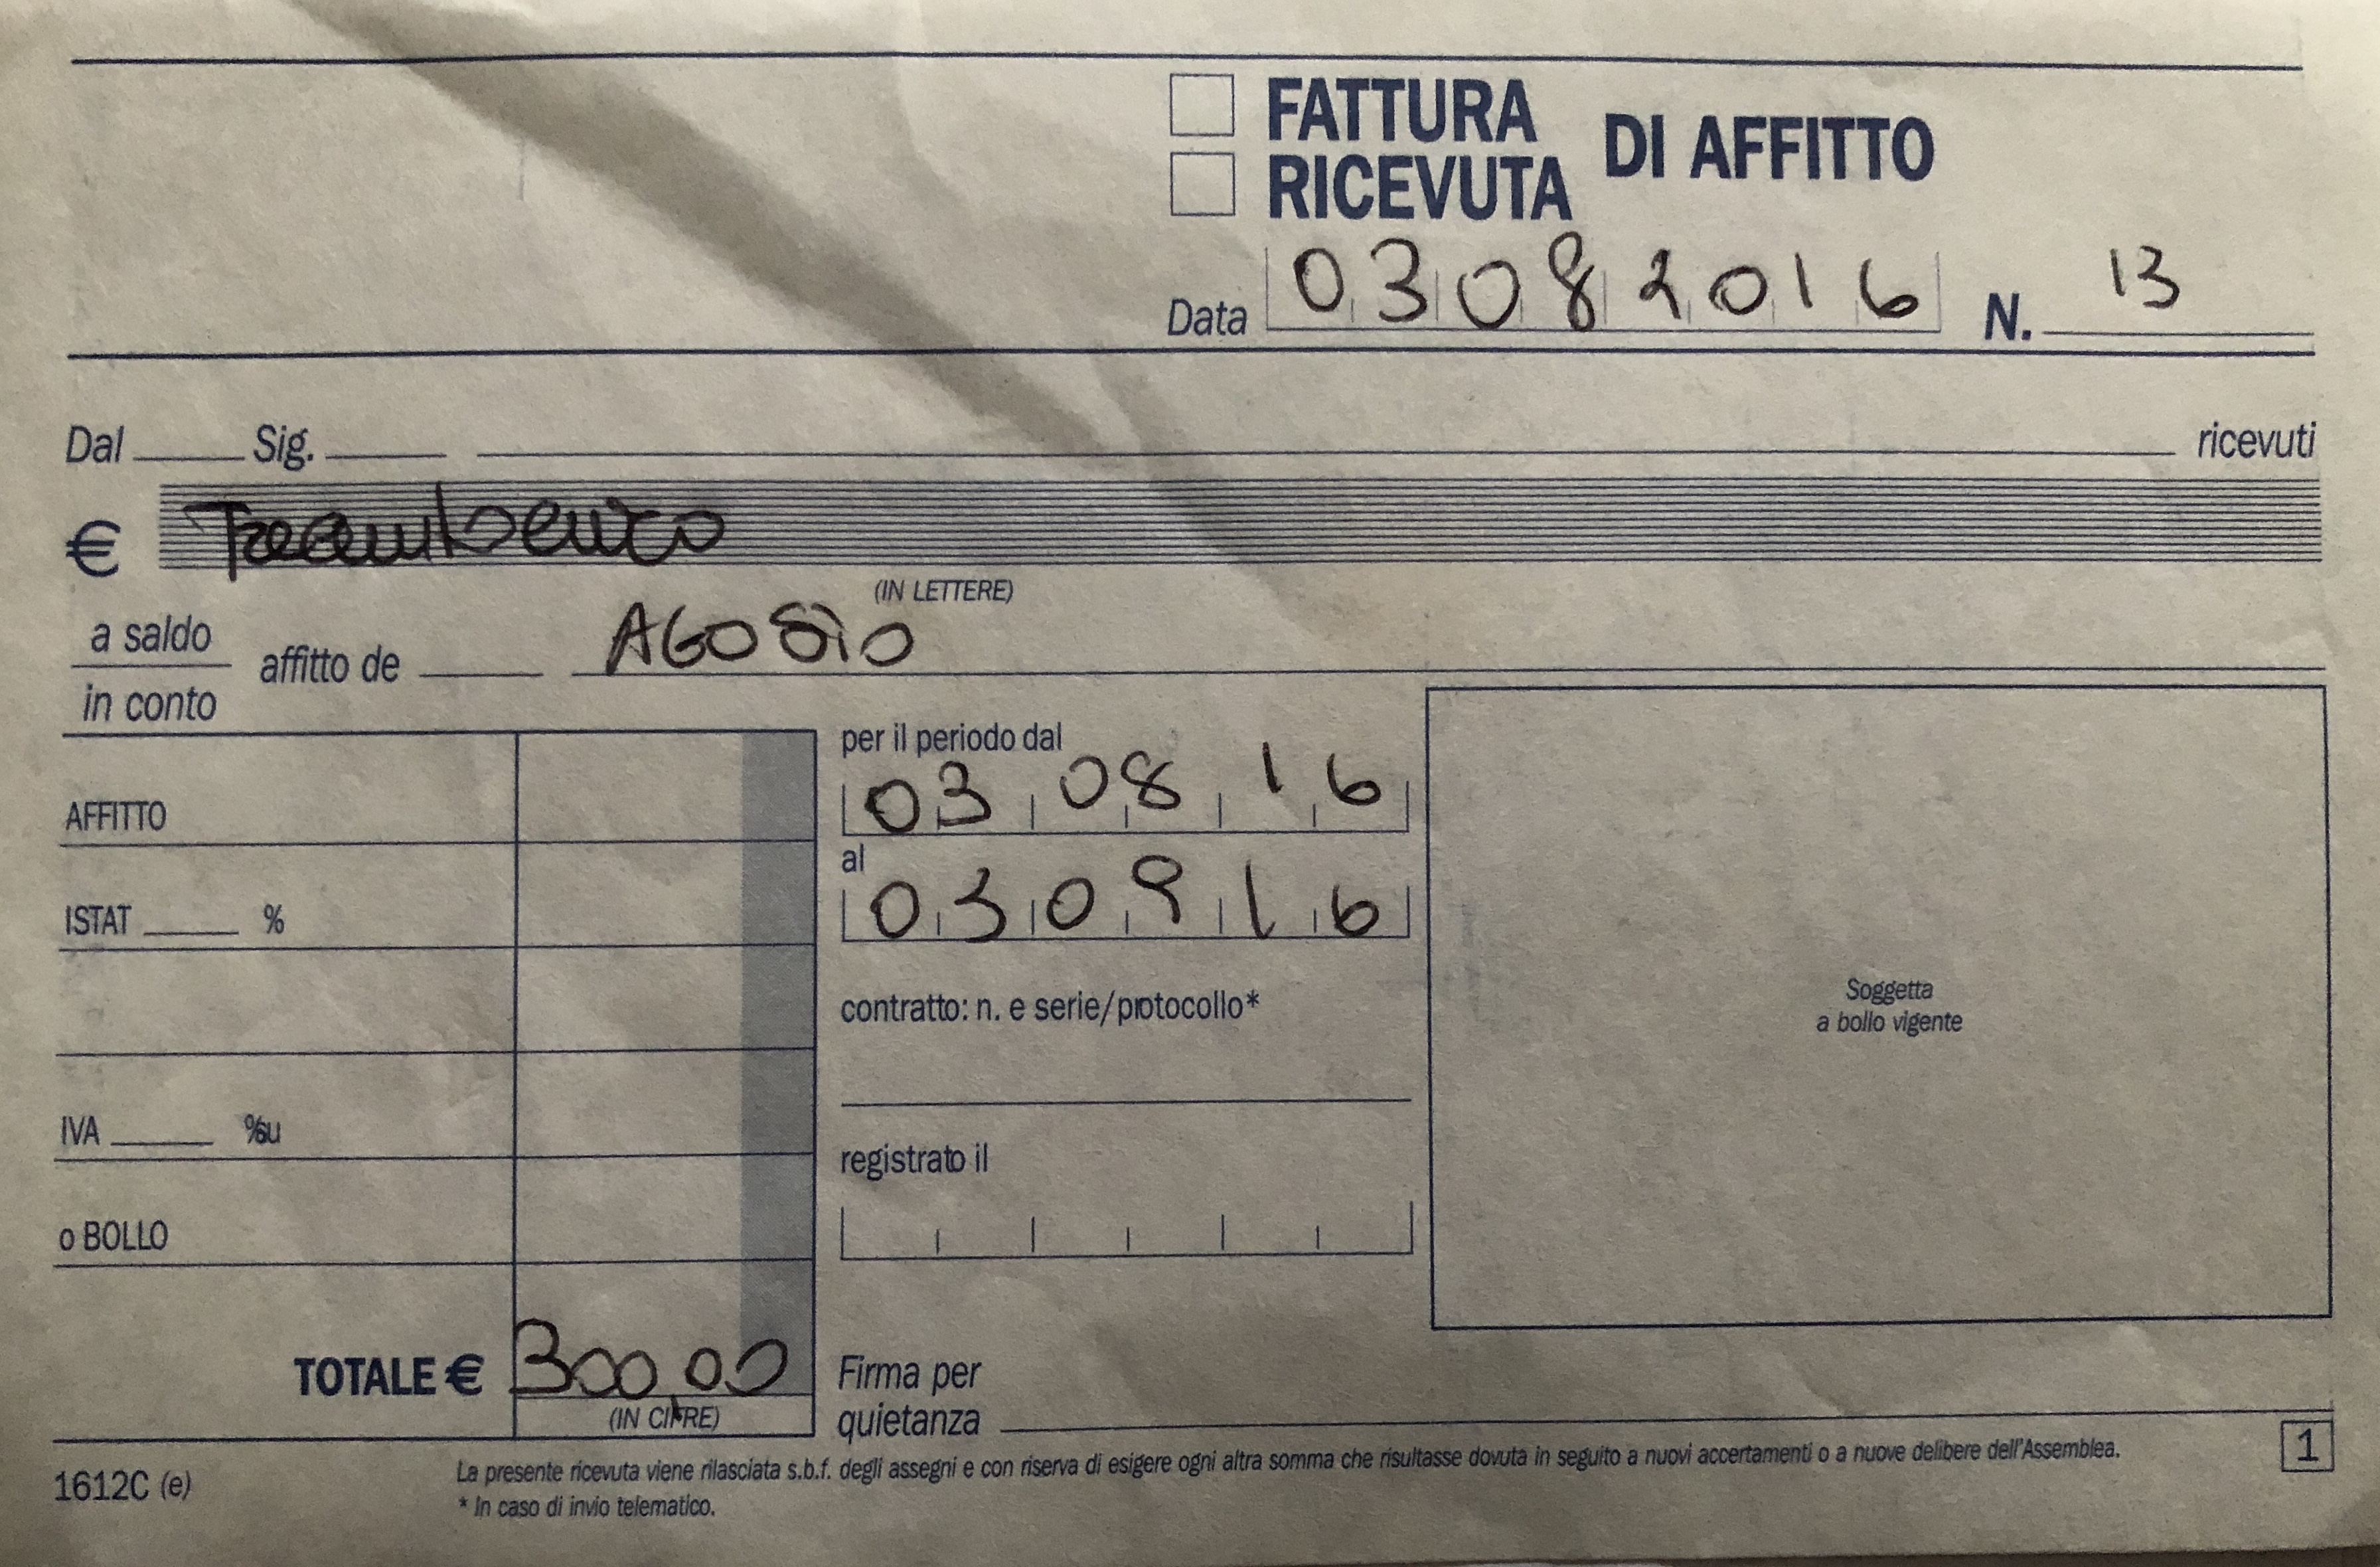 FATTURA
RICEVUTA DI AFFITTO
Data 03082016 N. 13
Dal Sig. ricevuti
€
(IN LETTERE)
a saldo
in conto
affitto de AGOSTO
AFFITTO
ISTAT %
IVA %su
o BOLLO
TOTALE € 300,00
(IN CIFRE)
per il periodo dal
03 08 16
al
03 09 16
contratto: n. e serie/protocollo*
registrato il
Firma per
quietanza
Soggetta
a bollo vigente
1
1612C (e)
La presente ricevuta viene rilasciata s.b.f. degli assegni e con riserva di esigere ogni altra somma che risultasse dovuta in seguito a nuovi accertamenti o a nuove delibere dell'Assemblea.
* In caso di invio telematico.